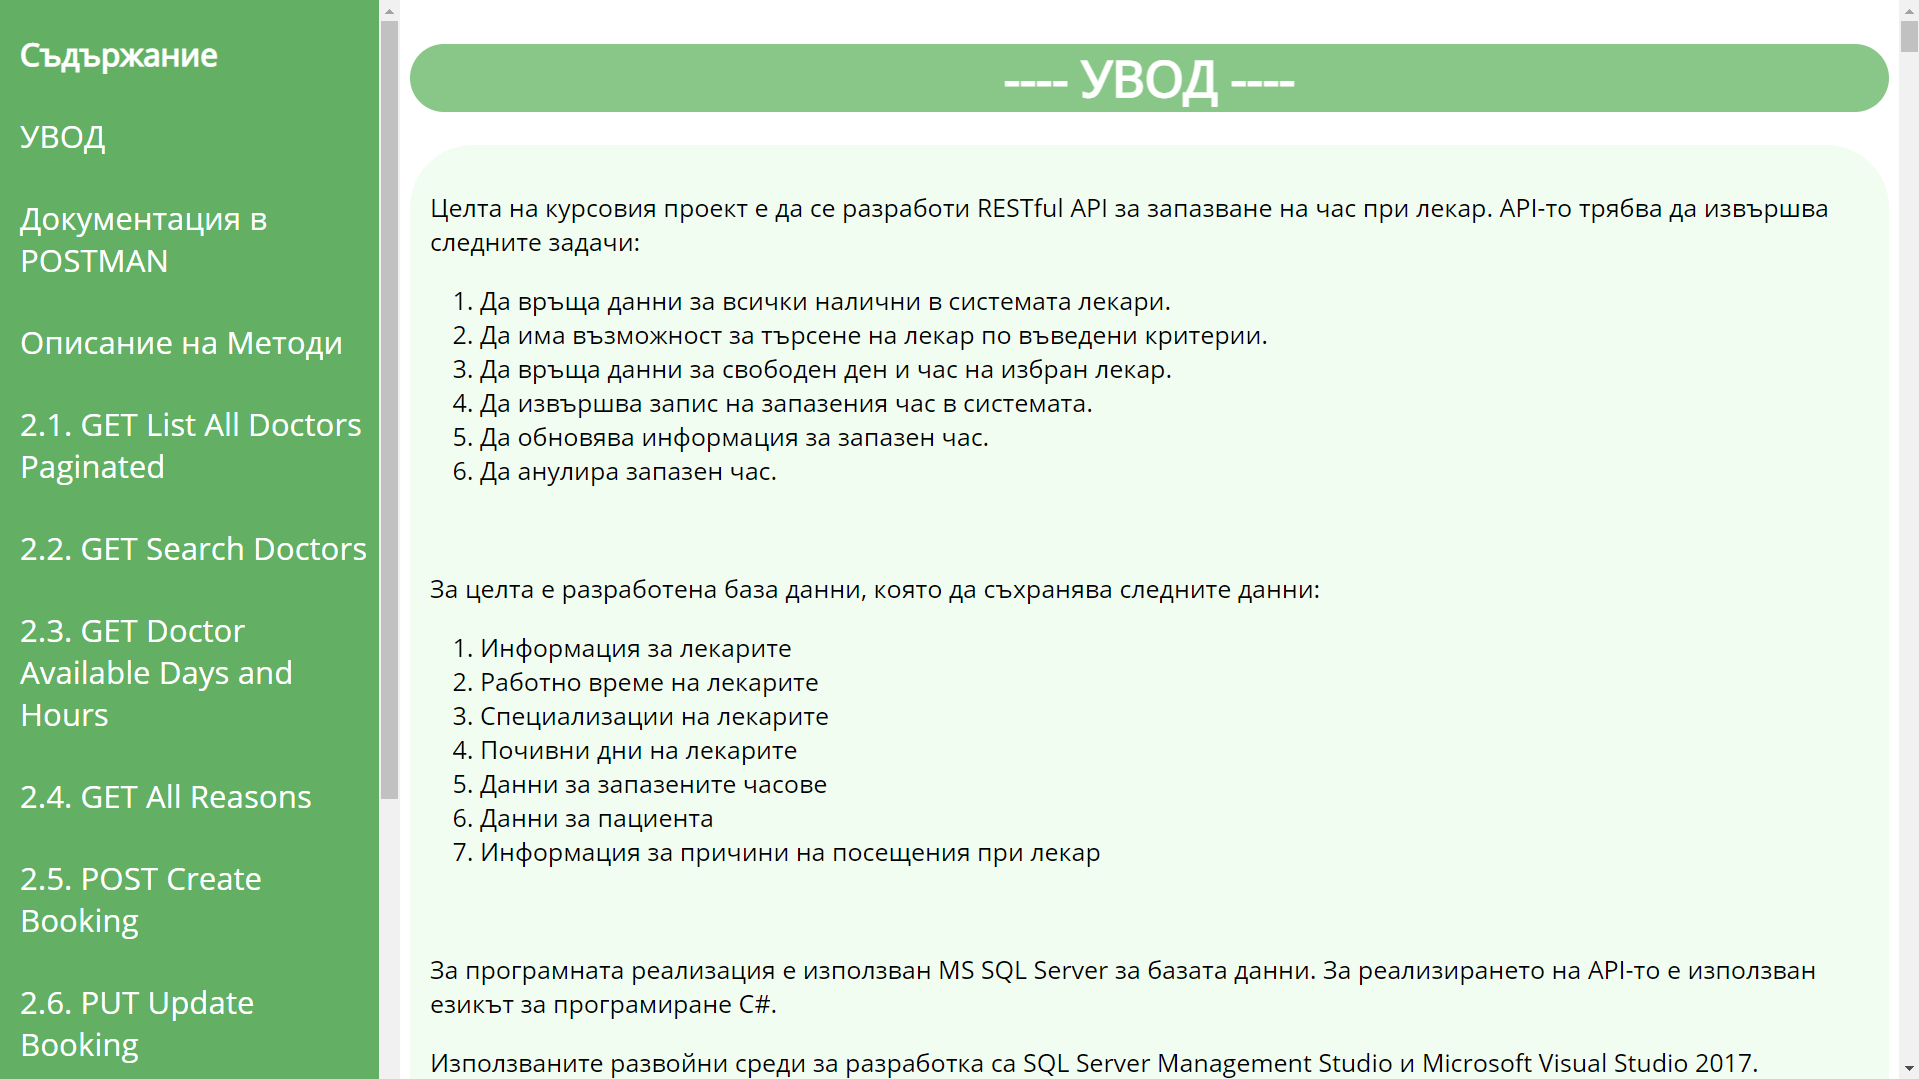 Съдържание
УВОД
Документация в
POSTMAN
Описание на Методи
2.1. GET List All Doctors
Paginated
2.2. GET Search Doctors
2.3. GET Doctor
Available Days and
Hours
2.4. GET All Reasons
2.5. POST Create
Booking
2.6. PUT Update
Booking
---- УВОД ----
Целта на курсовия проект е да се разработи RESTful API за запазване на час при лекар. API-то трябва да извършва
следните задачи:
1. Да връща данни за всички налични в системата лекари.
2. Да има възможност за търсене на лекар по въведени критерии.
3. Да връща данни за свободен ден и час на избран лекар.
4. Да извършва запис на запазения час в системата.
5. Да обновява информация за запазен час.
6. Да анулира запазен час.
За целта е разработена база данни, която да съхранява следните данни:
1. Информация за лекарите
2. Работно време на лекарите
3. Специализации на лекарите
4. Почивни дни на лекарите
5. Данни за запазените часове
6. Данни за пациента
7. Информация за причини на посещения при лекар
За програмната реализация е използван MS SQL Server за базата данни. За реализирането на API-то е използван
езикът за програмиране C#.
Използваните развойни среди за разработка са SQL Server Management Studio и Microsoft Visual Studio 2017.